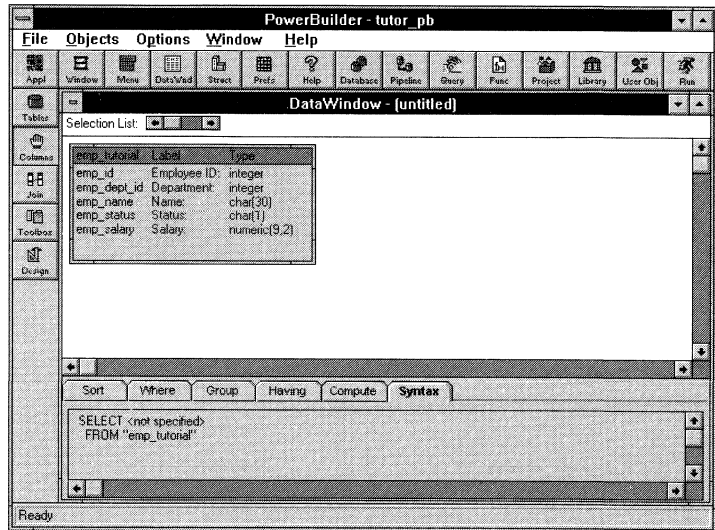 PowerBuilder - tutor_pb
File Objects Options Window Help
Appl Window Menu DataWnd Struct Prefs Help Database Pipeline Query Func Project Library User Obj Run
Tables
Columns
Join
Toolbox
Design
DataWindow - (untitled)
Selection List:
emp_tutorial Label Type
emp_id Employee ID: integer
emp_dept_id Department: integer
emp_name Name: char(30)
emp_status Status: char(1)
emp_salary Salary: numeric(9,2)
Sort Where Group Having Compute Syntax
SELECT <not specified>
FROM "emp_tutorial"
Ready